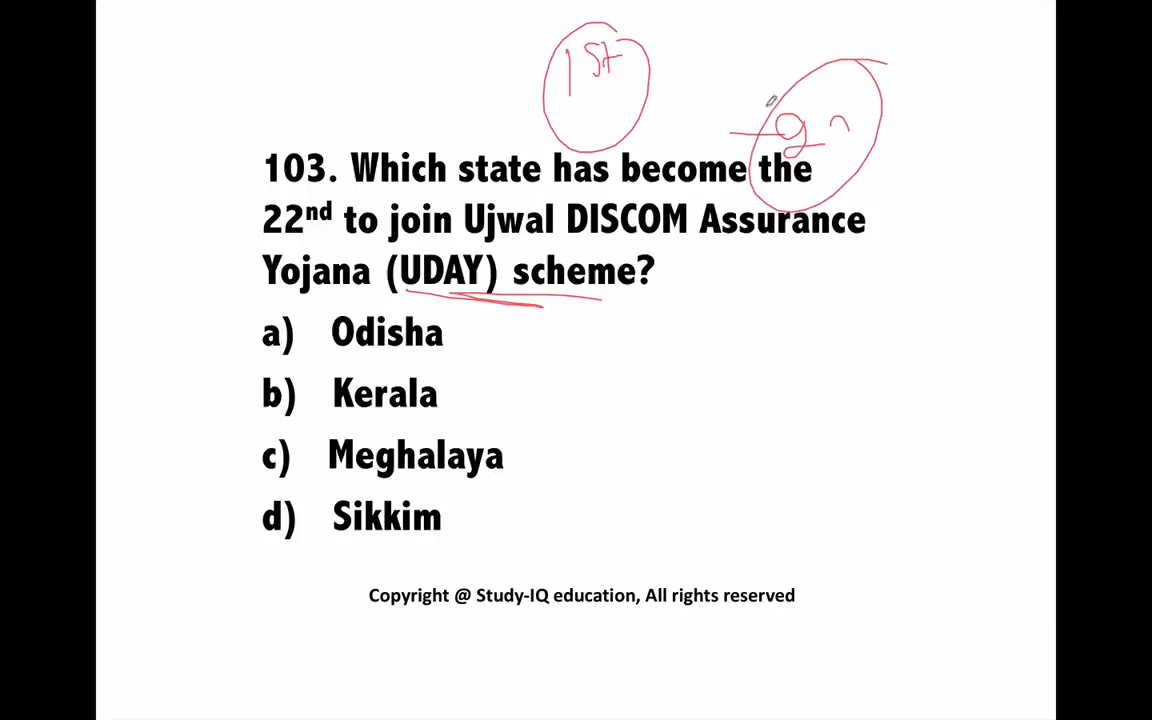 1st
103. Which state has become the
22nd to join Ujwal DISCOM Assurance
Yojana (UDAY) scheme?
a) Odisha
b) Kerala
c) Meghalaya
d) Sikkim
Copyright @ Study-IQ education, All rights reserved